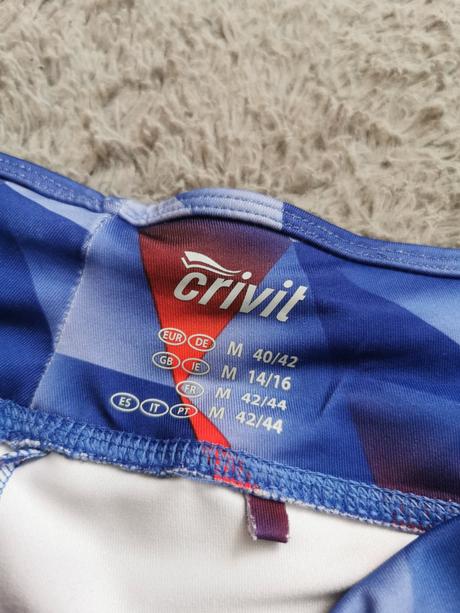 crivit
EUR DE M 40/42
GB IE M 14/16
FR M 42/44
ES IT PT M 42/44